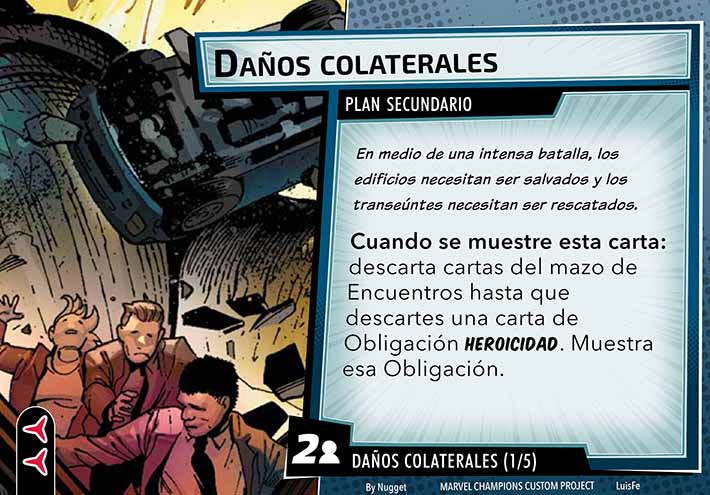 DAÑOS COLATERALES
PLAN SECUNDARIO
En medio de una intensa batalla, los
edificios necesitan ser salvados y los
transeúntes necesitan ser rescatados.
Cuando se muestre esta carta:
descarta cartas del mazo de
Encuentros hasta que
descartes una carta de
Obligación HEROICIDAD. Muestra
esa Obligación.
2
DAÑOS COLATERALES (1/5)
By Nugget MARVEL CHAMPIONS CUSTOM PROJECT LuisFe